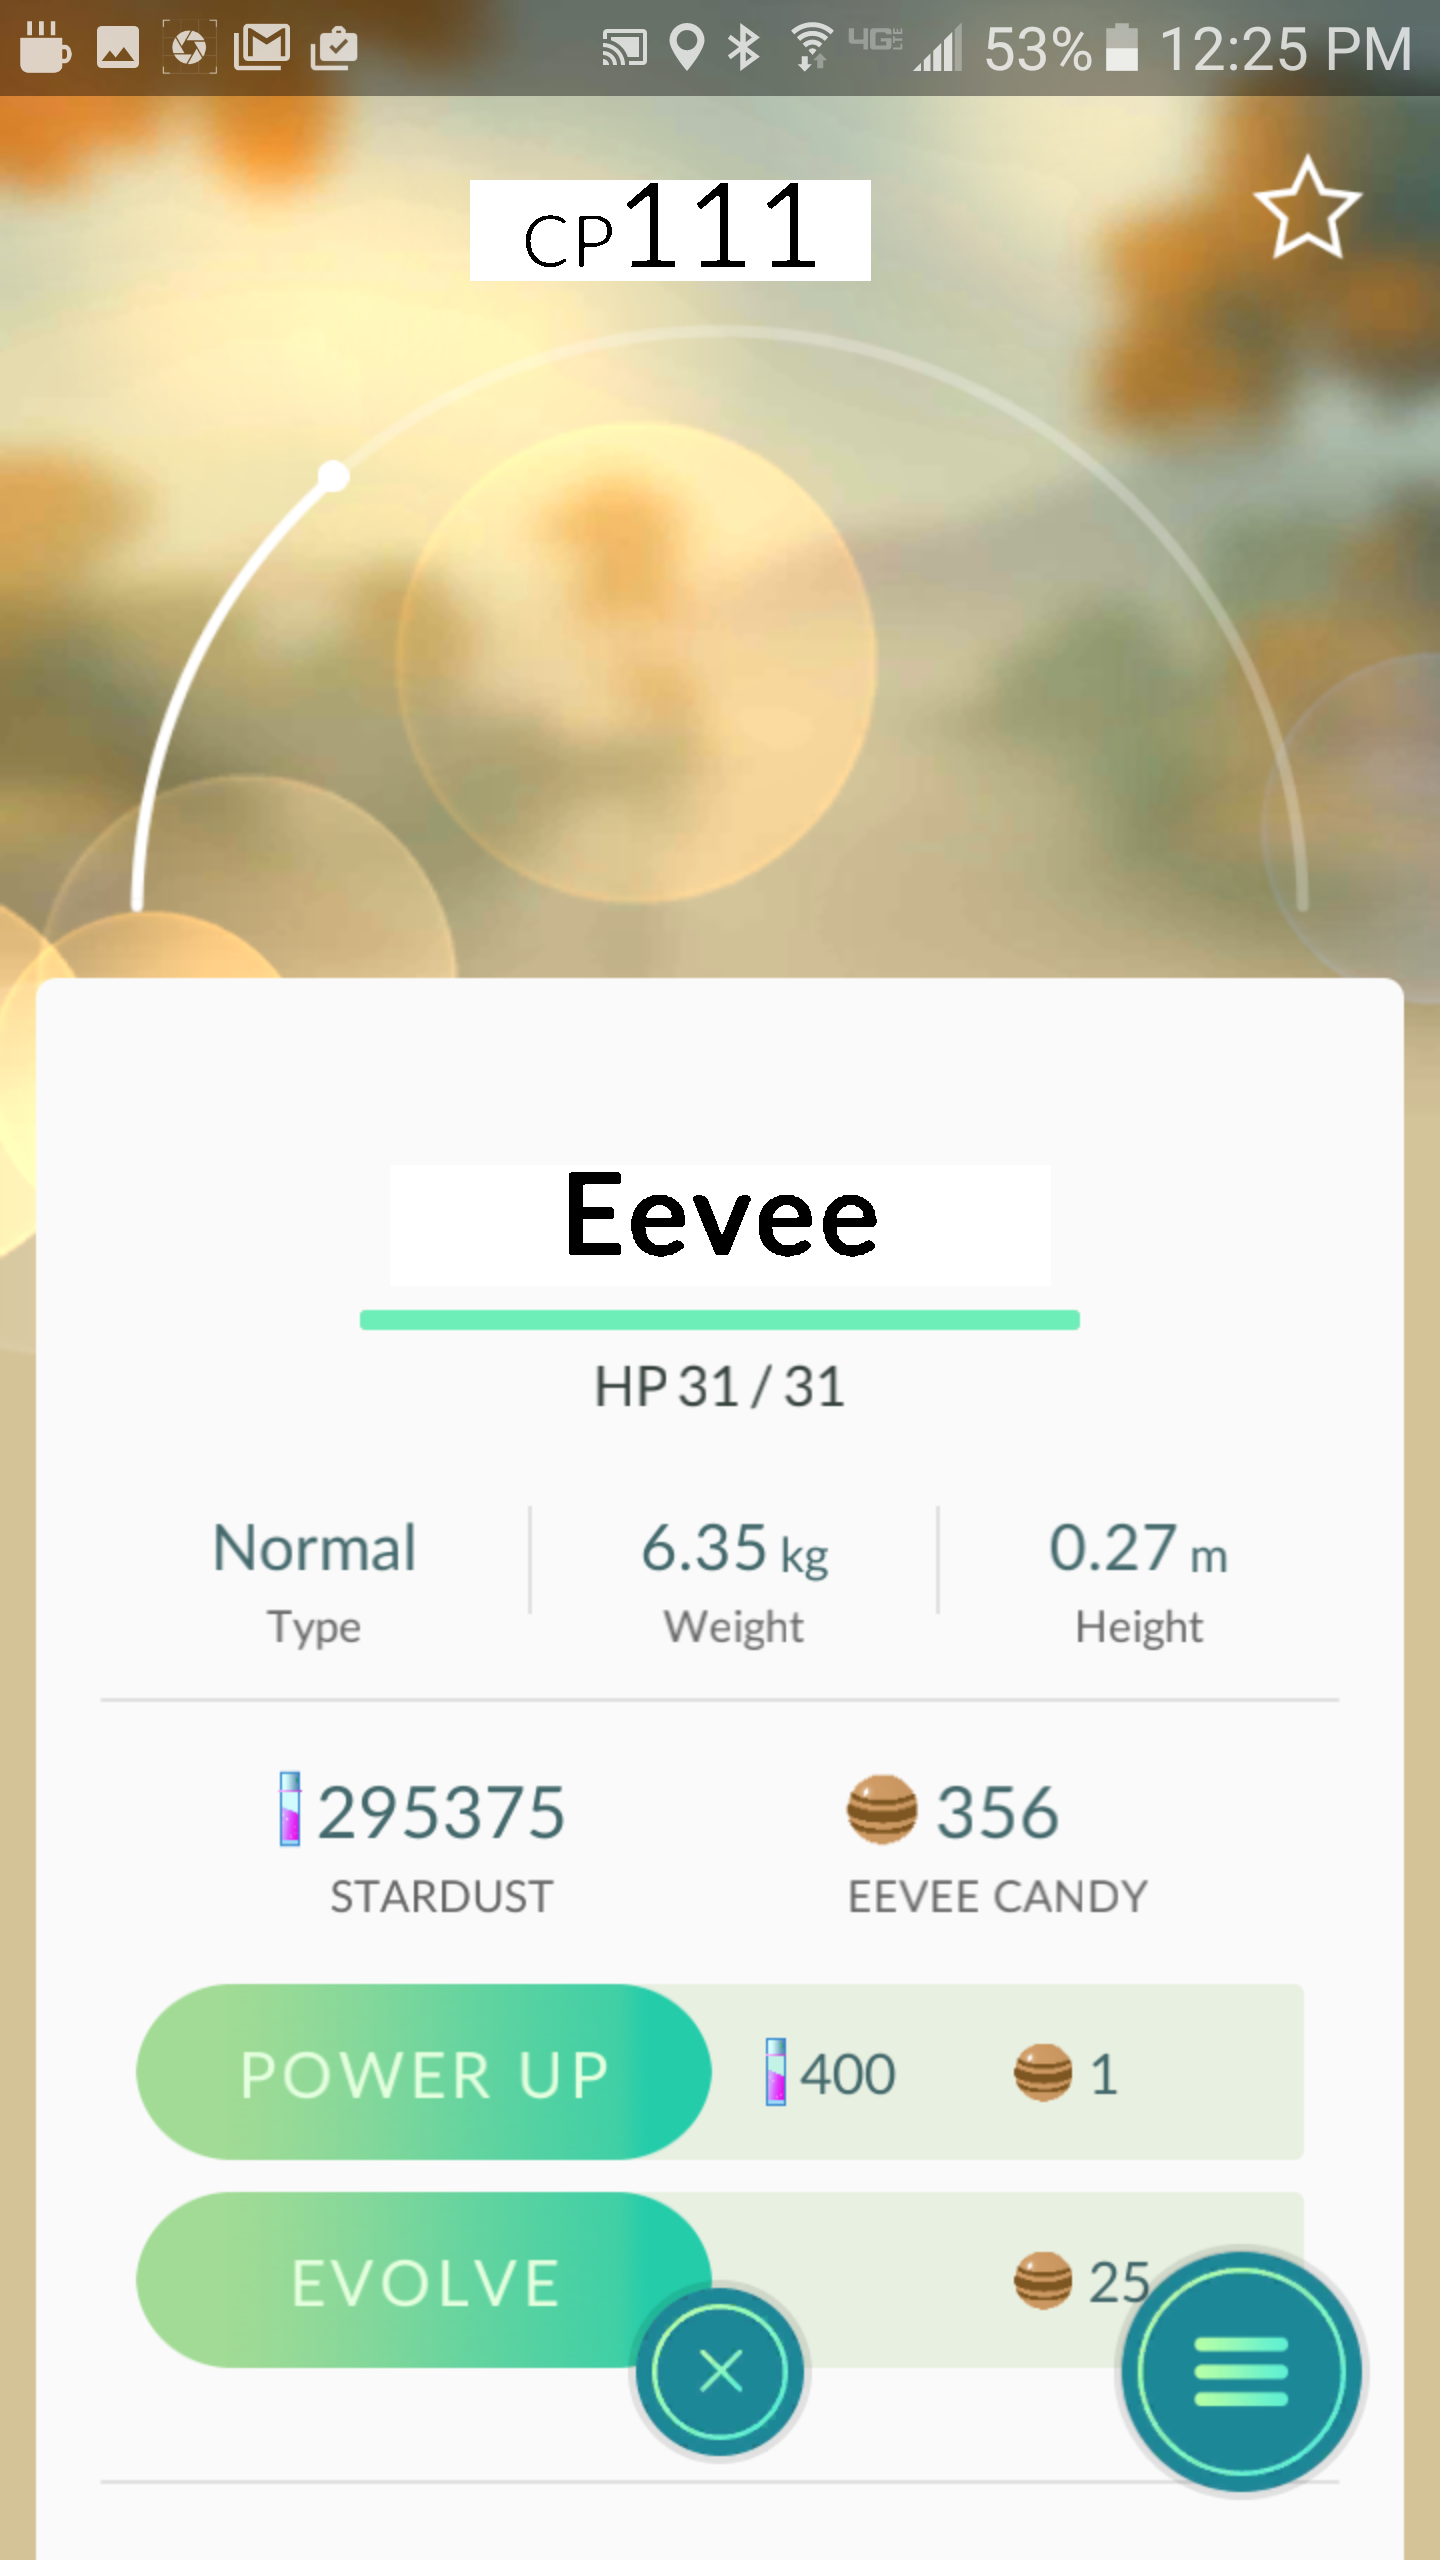 4G LTE 53% 12:25 PM
CP111
Eevee
HP 31 / 31
Normal 6.35 kg 0.27 m
Type Weight Height
295375 356
STARDUST EEVEE CANDY
POWER UP 400 1
EVOLVE 25